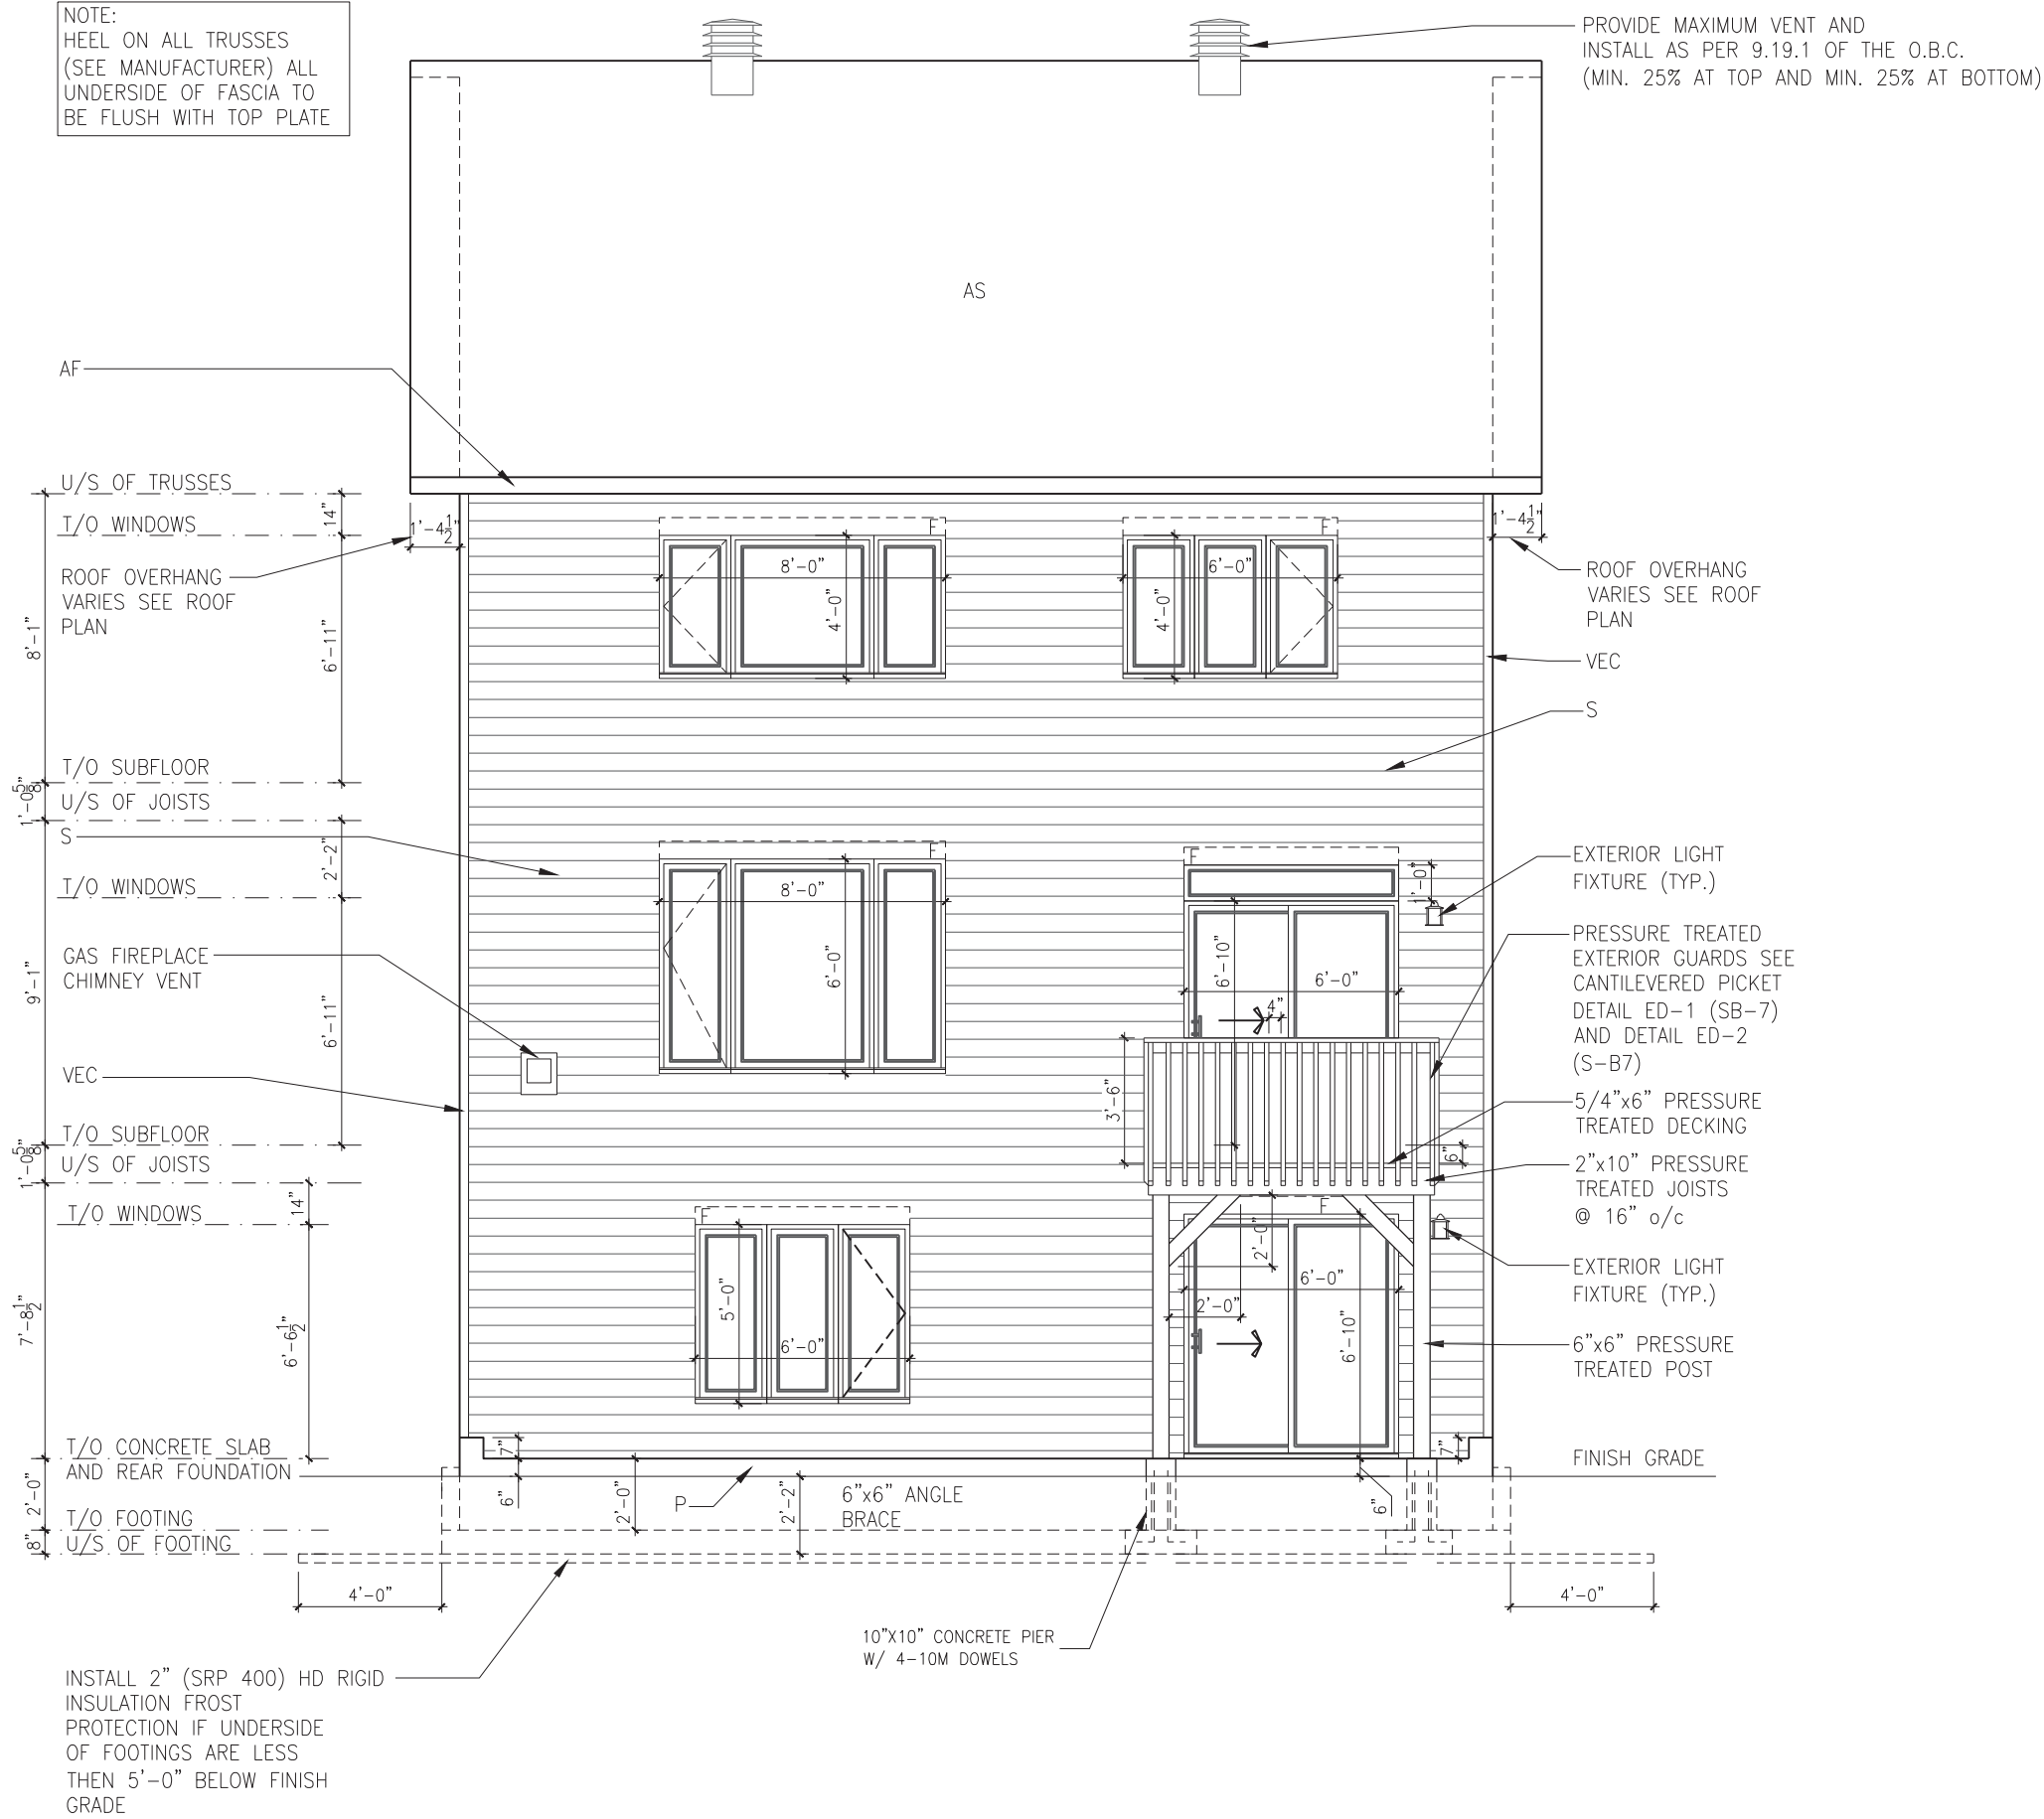 NOTE:
HEEL ON ALL TRUSSES
(SEE MANUFACTURER) ALL
UNDERSIDE OF FASCIA TO
BE FLUSH WITH TOP PLATE
PROVIDE MAXIMUM VENT AND
INSTALL AS PER 9.19.1 OF THE O.B.C.
(MIN. 25% AT TOP AND MIN. 25% AT BOTTOM)
AS
AF
U/S OF TRUSSES
14"
T/O WINDOWS
1'-4½"
1'-4½"
F
F
ROOF OVERHANG
VARIES SEE ROOF
PLAN
ROOF OVERHANG
VARIES SEE ROOF
PLAN
8'-0"
4'-0"
6'-0"
4'-0"
8'-1"
6'-11"
VEC
S
T/O SUBFLOOR
1'-0⅝"
U/S OF JOISTS
S
2'-2"
T/O WINDOWS
F
F
8'-0"
6'-0"
1'-0"
EXTERIOR LIGHT
FIXTURE (TYP.)
GAS FIREPLACE
CHIMNEY VENT
9'-1"
6'-11"
6'-10"
6'-0"
4"
PRESSURE TREATED
EXTERIOR GUARDS SEE
CANTILEVERED PICKET
DETAIL ED-1 (SB-7)
AND DETAIL ED-2
(S-B7)
VEC
3'-6"
5/4"x6" PRESSURE
TREATED DECKING
6"
T/O SUBFLOOR
1'-0⅝"
U/S OF JOISTS
2"x10" PRESSURE
TREATED JOISTS
@ 16" o/c
14"
T/O WINDOWS
F
F
2'-0"
5'-0"
6'-0"
6'-0"
2'-0"
6'-10"
EXTERIOR LIGHT
FIXTURE (TYP.)
7'-8½"
6'-6½"
6"x6" PRESSURE
TREATED POST
T/O CONCRETE SLAB
AND REAR FOUNDATION
7"
7"
FINISH GRADE
2'-0"
6"
2'-0"
P
2'-2"
6"x6" ANGLE
BRACE
6"
T/O FOOTING
8"
U/S OF FOOTING
4'-0"
4'-0"
10"X10" CONCRETE PIER
W/ 4-10M DOWELS
INSTALL 2" (SRP 400) HD RIGID
INSULATION FROST
PROTECTION IF UNDERSIDE
OF FOOTINGS ARE LESS
THEN 5'-0" BELOW FINISH
GRADE